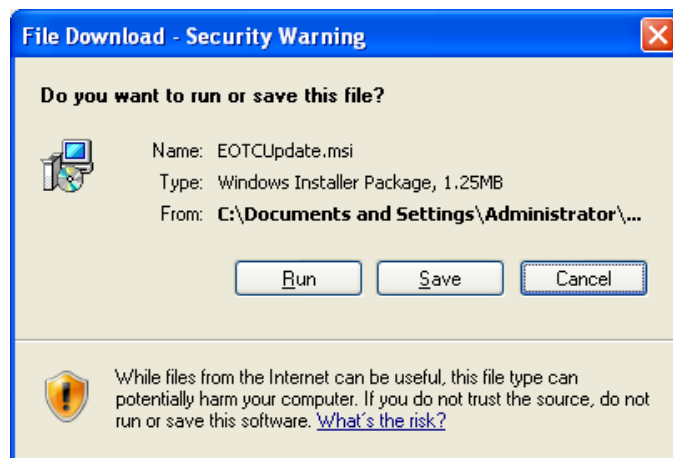 File Download - Security Warning
Do you want to run or save this file?
Name: EOTCUpdate.msi
Type: Windows Installer Package, 1.25MB
From: C:\Documents and Settings\Administrator\...
Run Save Cancel
While files from the Internet can be useful, this file type can
potentially harm your computer. If you do not trust the source, do not
run or save this software. What's the risk?